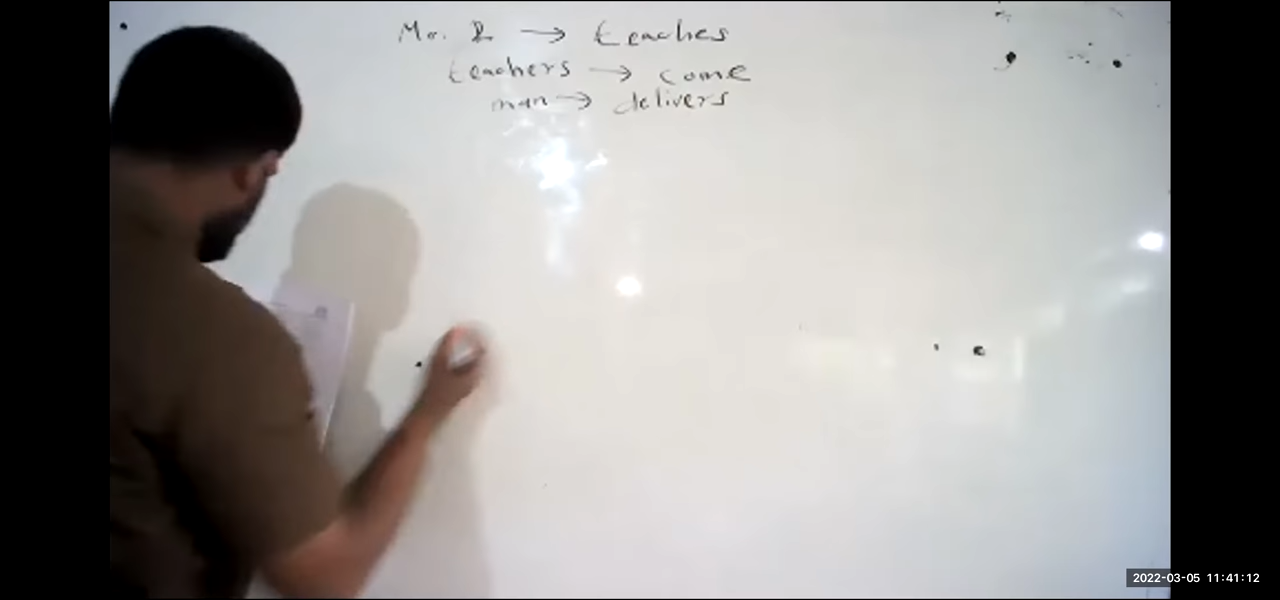 Mr. R → teaches
teachers → come
man → delivers
2022-03-05 11:41:12